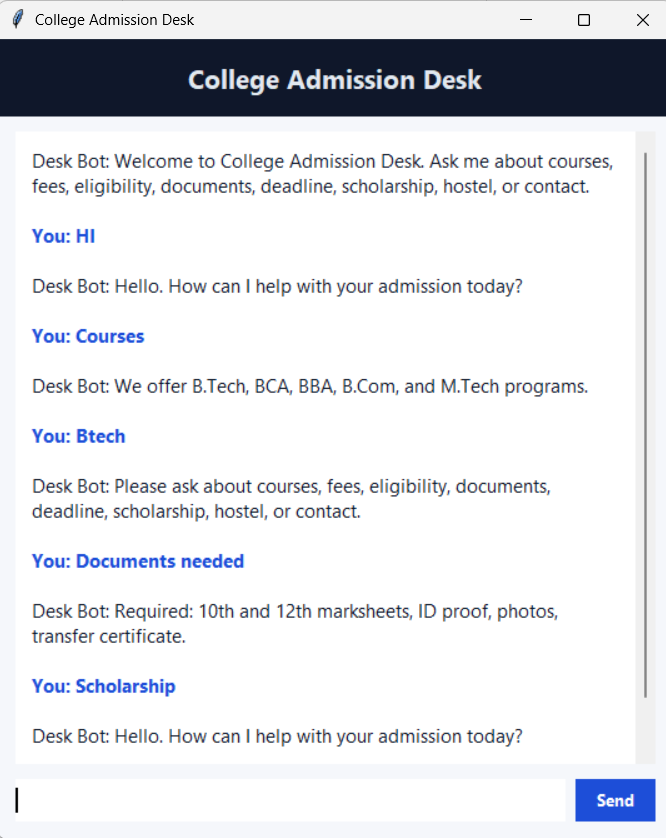 College Admission Desk
College Admission Desk
Desk Bot: Welcome to College Admission Desk. Ask me about courses,
fees, eligibility, documents, deadline, scholarship, hostel, or contact.
You: HI
Desk Bot: Hello. How can I help with your admission today?
You: Courses
Desk Bot: We offer B.Tech, BCA, BBA, B.Com, and M.Tech programs.
You: Btech
Desk Bot: Please ask about courses, fees, eligibility, documents,
deadline, scholarship, hostel, or contact.
You: Documents needed
Desk Bot: Required: 10th and 12th marksheets, ID proof, photos,
transfer certificate.
You: Scholarship
Desk Bot: Hello. How can I help with your admission today?
Send